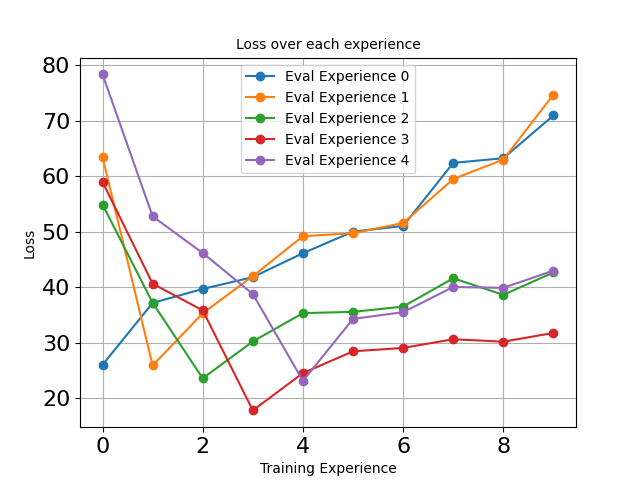 Loss over each experience
80
70
60
50
40
30
20
Loss
Eval Experience 0
Eval Experience 1
Eval Experience 2
Eval Experience 3
Eval Experience 4
0 2 4 6 8
Training Experience